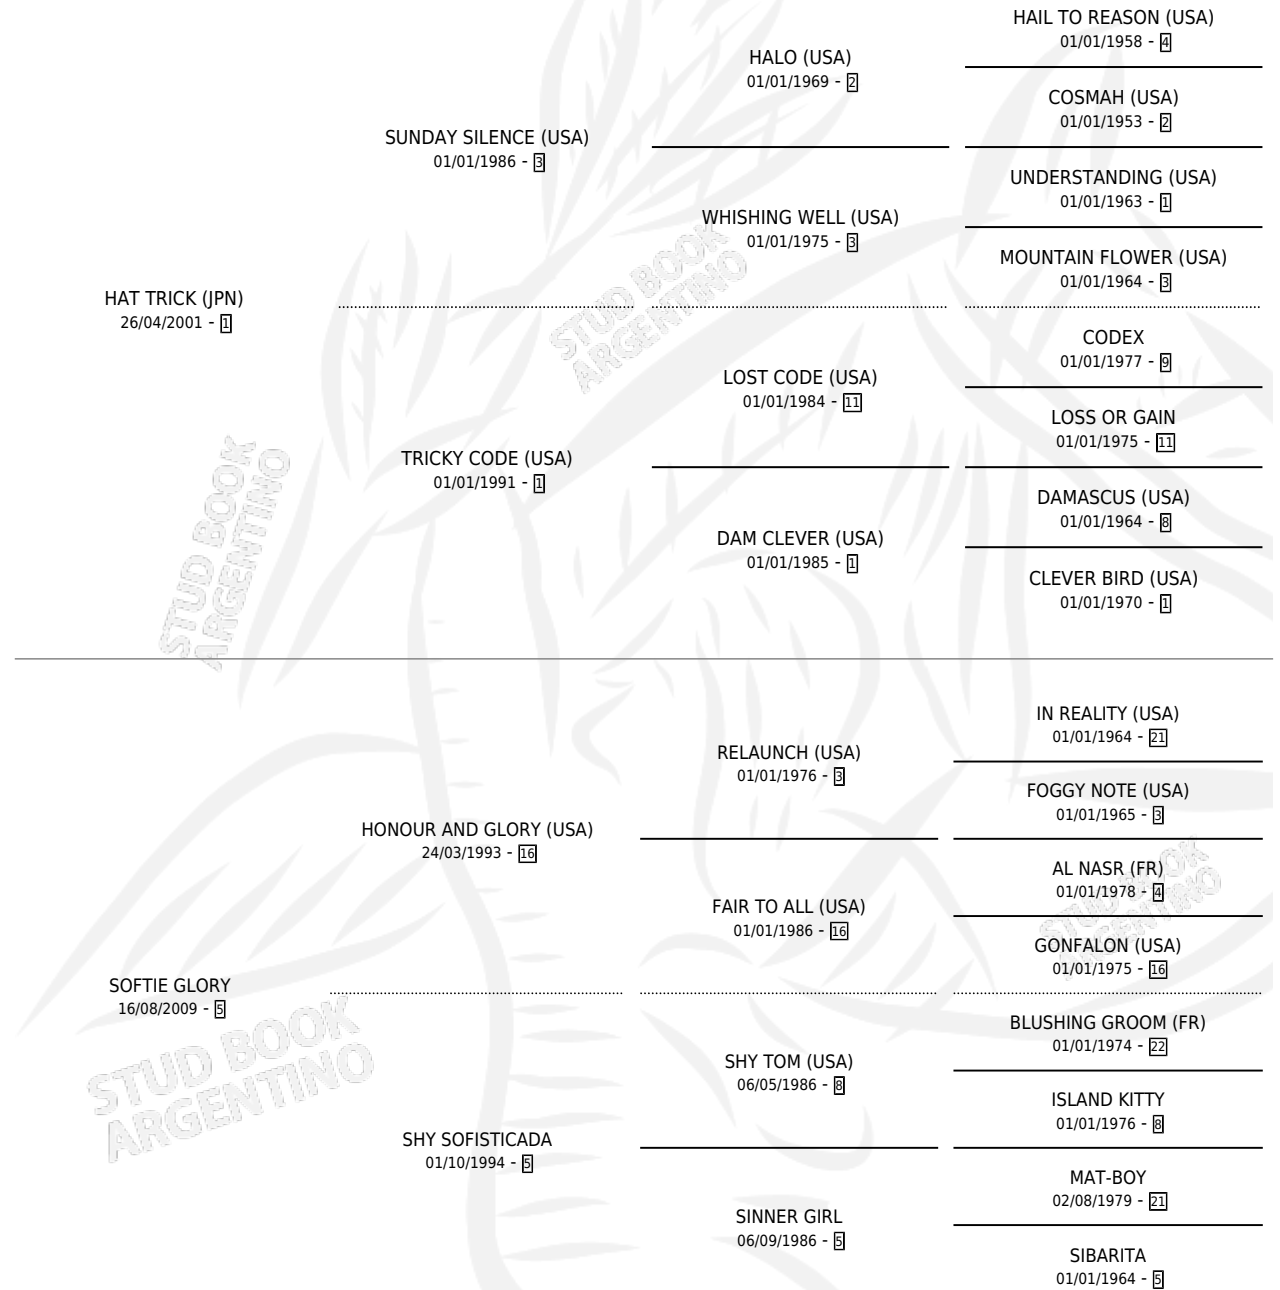 HAIL TO REASON (USA)
01/01/1958 - 4
HALO (USA)
01/01/1969 - 2
COSMAH (USA)
01/01/1953 - 2
SUNDAY SILENCE (USA)
01/01/1986 - 3
UNDERSTANDING (USA)
01/01/1963 - 1
WHISHING WELL (USA)
01/01/1975 - 3
MOUNTAIN FLOWER (USA)
01/01/1964 - 3
HAT TRICK (JPN)
26/04/2001 - 1
CODEX
01/01/1977 - 9
LOST CODE (USA)
01/01/1984 - 11
LOSS OR GAIN
01/01/1975 - 11
TRICKY CODE (USA)
01/01/1991 - 1
DAMASCUS (USA)
01/01/1964 - 8
DAM CLEVER (USA)
01/01/1985 - 1
CLEVER BIRD (USA)
01/01/1970 - 1
STUD BOOK
ARGENTINO
STUD BOOK
ARGENTINO
IN REALITY (USA)
01/01/1964 - 21
RELAUNCH (USA)
01/01/1976 - 3
FOGGY NOTE (USA)
01/01/1965 - 3
HONOUR AND GLORY (USA)
24/03/1993 - 16
AL NASR (FR)
01/01/1978 - 4
FAIR TO ALL (USA)
01/01/1986 - 16
GONFALON (USA)
01/01/1975 - 16
STUD BOOK
ARGENTINO
SOFTIE GLORY
16/08/2009 - 5
BLUSHING GROOM (FR)
01/01/1974 - 22
SHY TOM (USA)
06/05/1986 - 8
ISLAND KITTY
01/01/1976 - 8
SHY SOFISTICADA
01/10/1994 - 5
MAT-BOY
02/08/1979 - 21
SINNER GIRL
06/09/1986 - 5
SIBARITA
01/01/1964 - 5
STUD BOOK
ARGENTINO